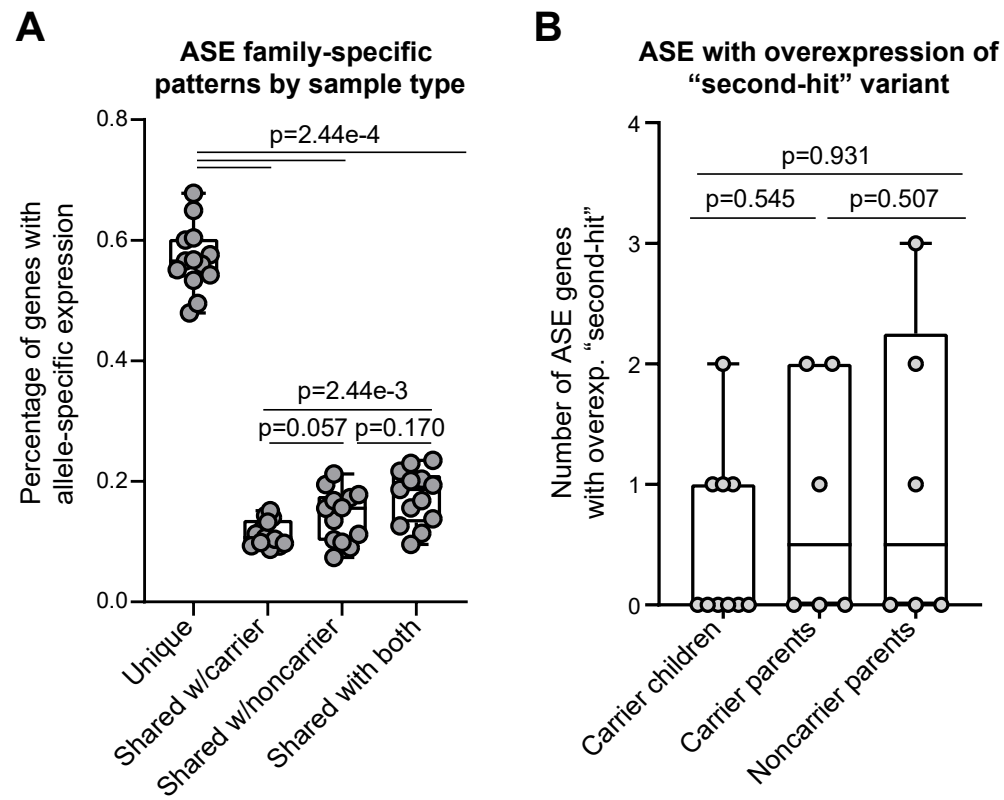 A
ASE family-specific
patterns by sample type
Percentage of genes with
allele-specific expression
0.8
0.6
0.4
0.2
0.0
p=2.44e-4
p=2.44e-3
p=0.057
p=0.170
Unique
Shared w/carrier
Shared w/noncarrier
Shared with both
B
ASE with overexpression of
“second-hit” variant
Number of ASE genes
with overexp. “second-hit”
4
3
2
1
0
p=0.931
p=0.545
p=0.507
Carrier children
Carrier parents
Noncarrier parents